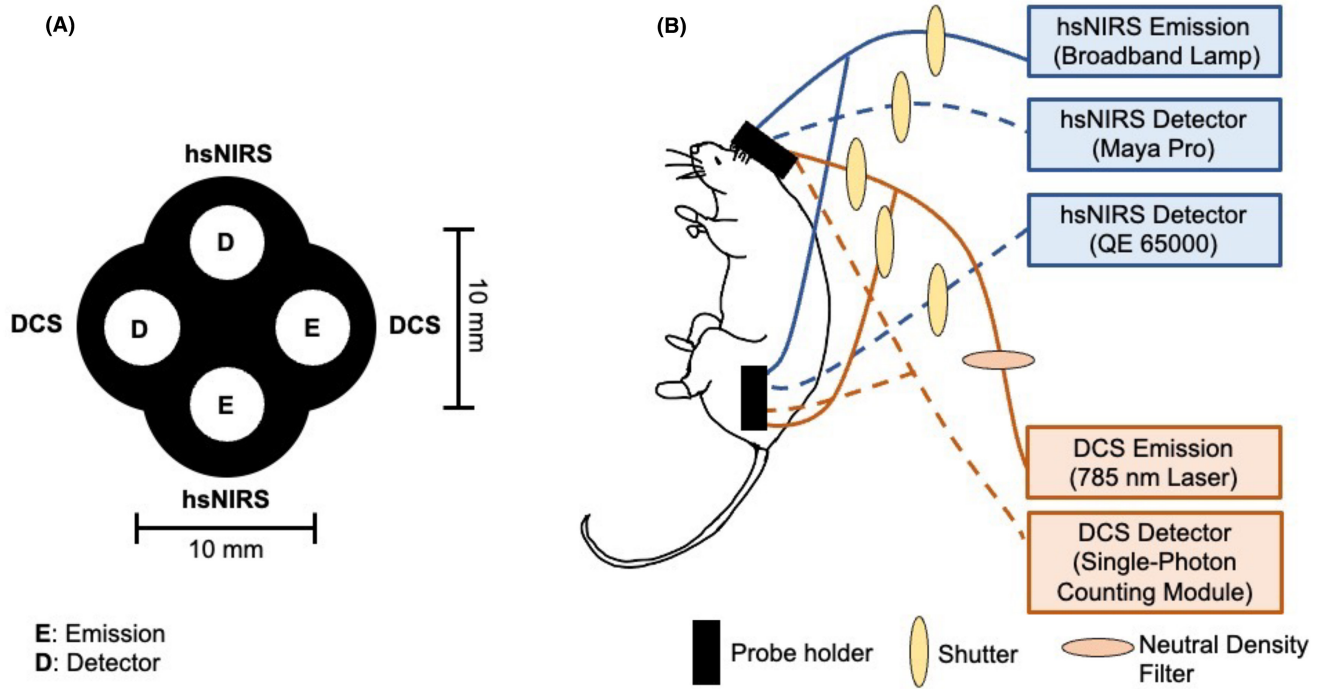 (A)
hsNIRS
D
DCS
D
E
DCS
E
hsNIRS
10 mm
10 mm
E: Emission
D: Detector
(B)
hsNIRS Emission
(Broadband Lamp)
hsNIRS Detector
(Maya Pro)
hsNIRS Detector
(QE 65000)
DCS Emission
(785 nm Laser)
DCS Detector
(Single-Photon
Counting Module)
Probe holder
Shutter
Neutral Density
Filter